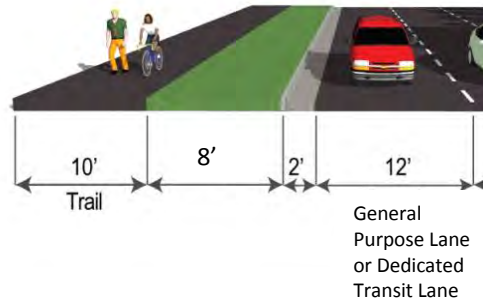 10’ 8’ 2’ 12’
Trail
General
Purpose Lane
or Dedicated
Transit Lane